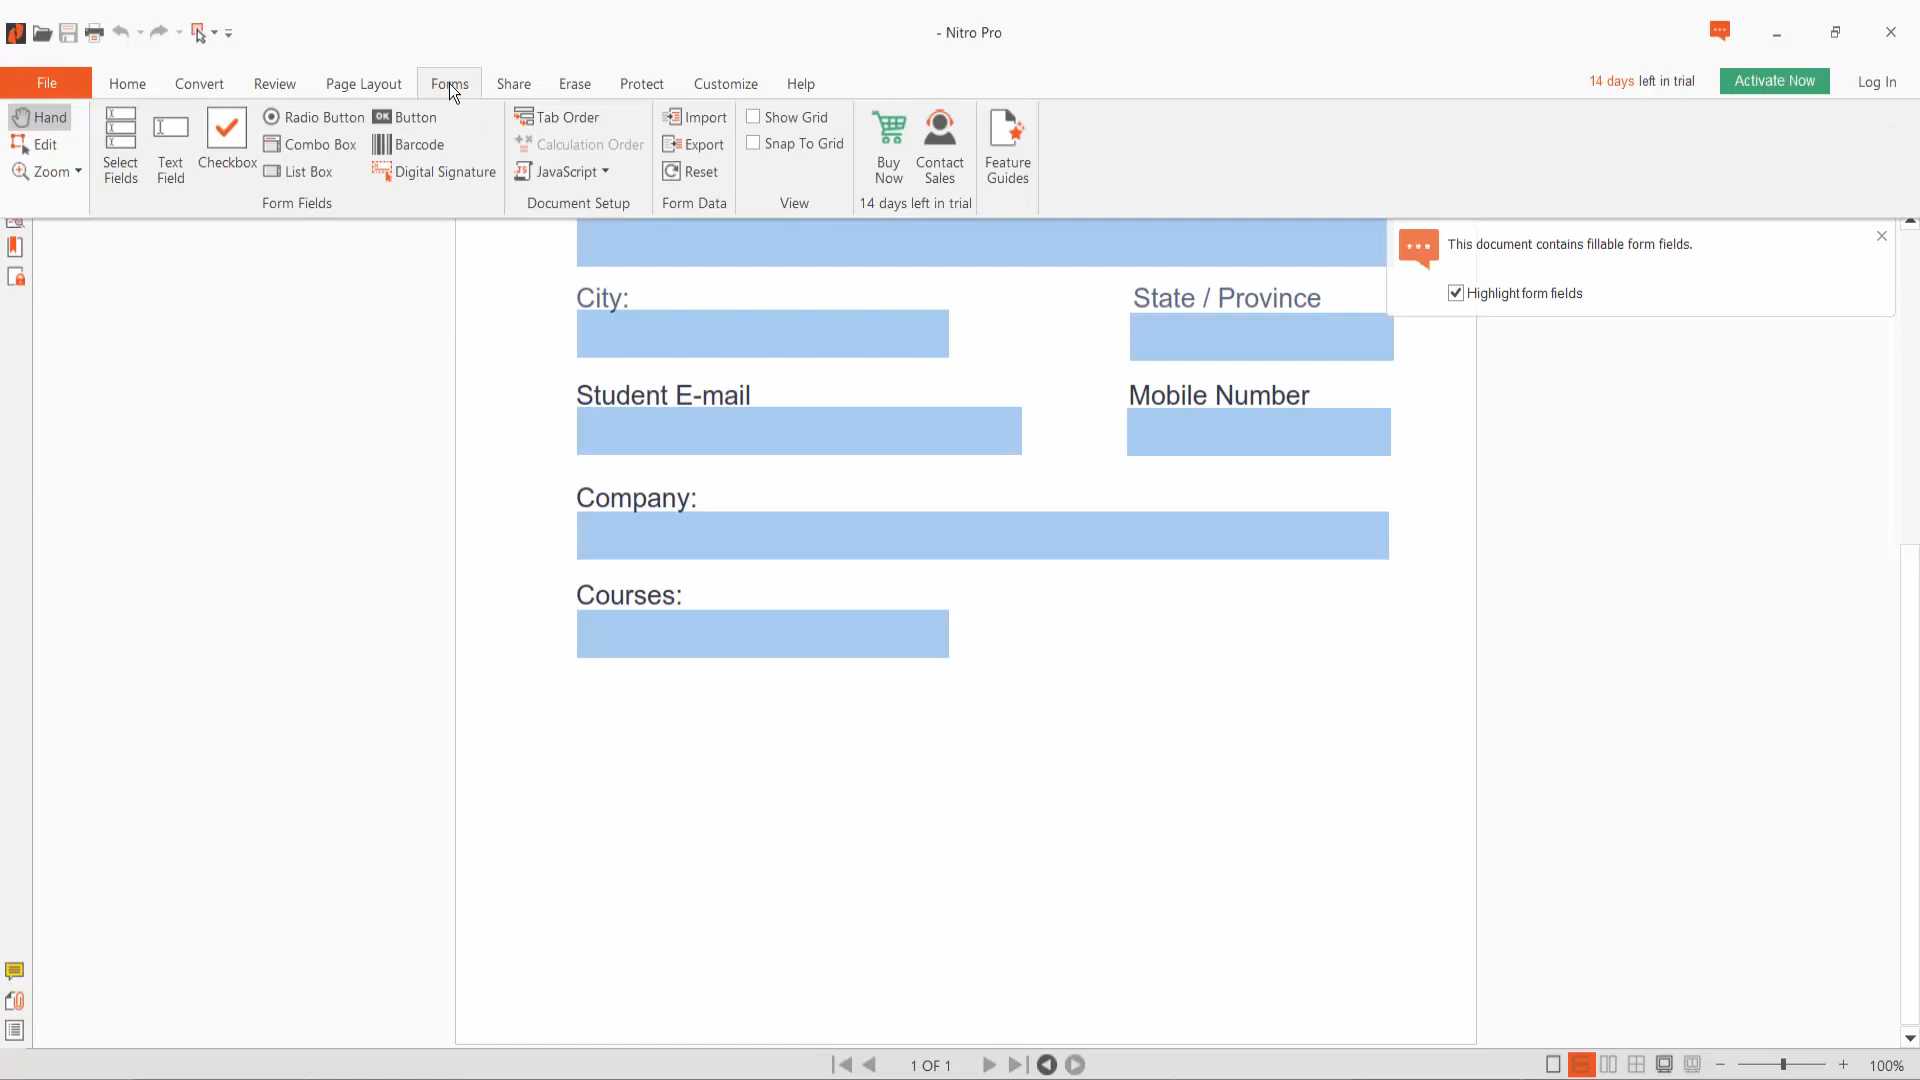 - Nitro Pro
File
Home
Convert
Review
Page Layout
Forms
Share
Erase
Protect
Customize
Help
14 days left in trial
Activate Now
Log In
Hand
Edit
Zoom
Select Fields
Text Field
Checkbox
Radio Button
Combo Box
List Box
OK Button
Barcode
Digital Signature
Form Fields
Tab Order
Calculation Order
JS JavaScript
Document Setup
Import
Export
Reset
Form Data
Show Grid
Snap To Grid
View
Buy Now
Contact Sales
14 days left in trial
Feature Guides
This document contains fillable form fields.
Highlight form fields
City:
State / Province
Student E-mail
Mobile Number
Company:
Courses:
1 OF 1
100%